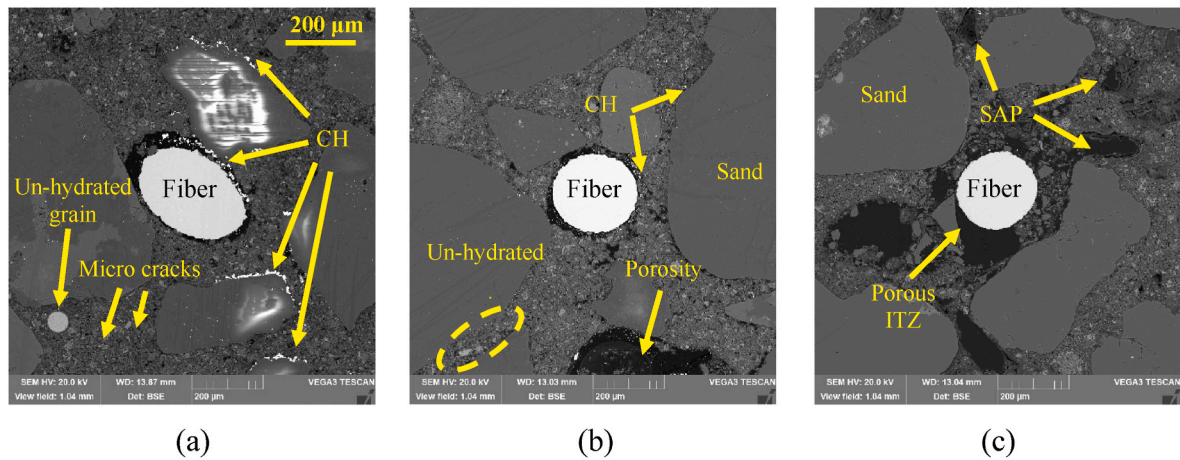 200 µm
CH
Fiber
Un-hydrated
grain
Micro cracks
SEM HV: 20.0 kV
WD: 13.67 mm
VEGA3 TESCAN
View field: 1.04 mm
Det: BSE
200 µm
(a)
CH
Fiber
Sand
Un-hydrated
Porosity
SEM HV: 20.0 kV
WD: 13.03 mm
VEGA3 TESCAN
View field: 1.04 mm
Det: BSE
200 µm
(b)
Sand
SAP
Fiber
Porous
ITZ
SEM HV: 20.0 kV
WD: 13.04 mm
VEGA3 TESCAN
View field: 1.04 mm
Det: BSE
200 µm
(c)